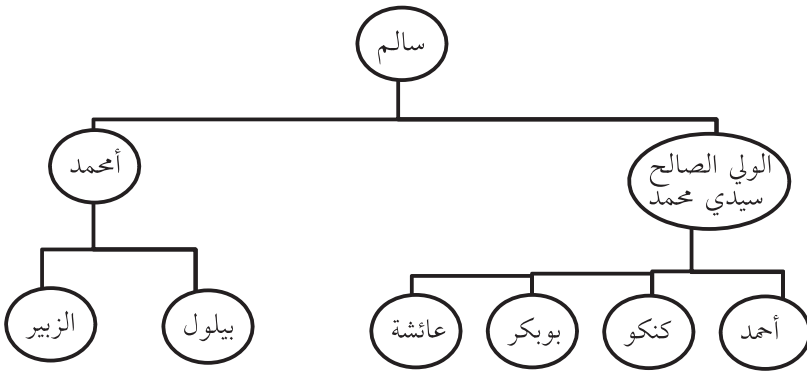 سالم
الولي الصالح
سيدي محمد
أمحمد
أحمد
كنكو
بوبكر
عائشة
بيلول
الزبير